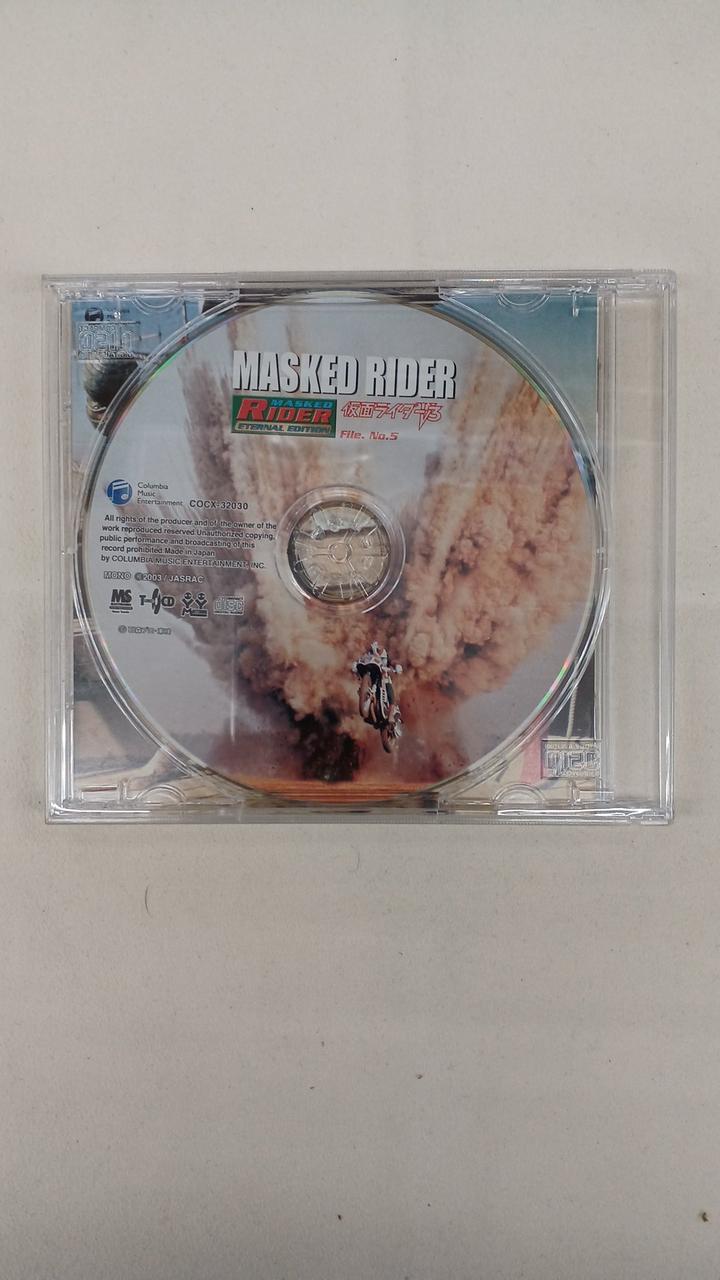 MASKED RIDER
MASKED
RIDER
ETERNAL EDITION
仮面ライダーV3
File. No.5
Columbia
Music
Entertainment COCX-32030
All rights of the producer and of the owner of the
work reproduced reserved. Unauthorized copying,
public performance and broadcasting of this
record prohibited. Made in Japan
by COLUMBIA MUSIC ENTERTAINMENT, INC.
MONO ℗2003 / JASRAC
MS